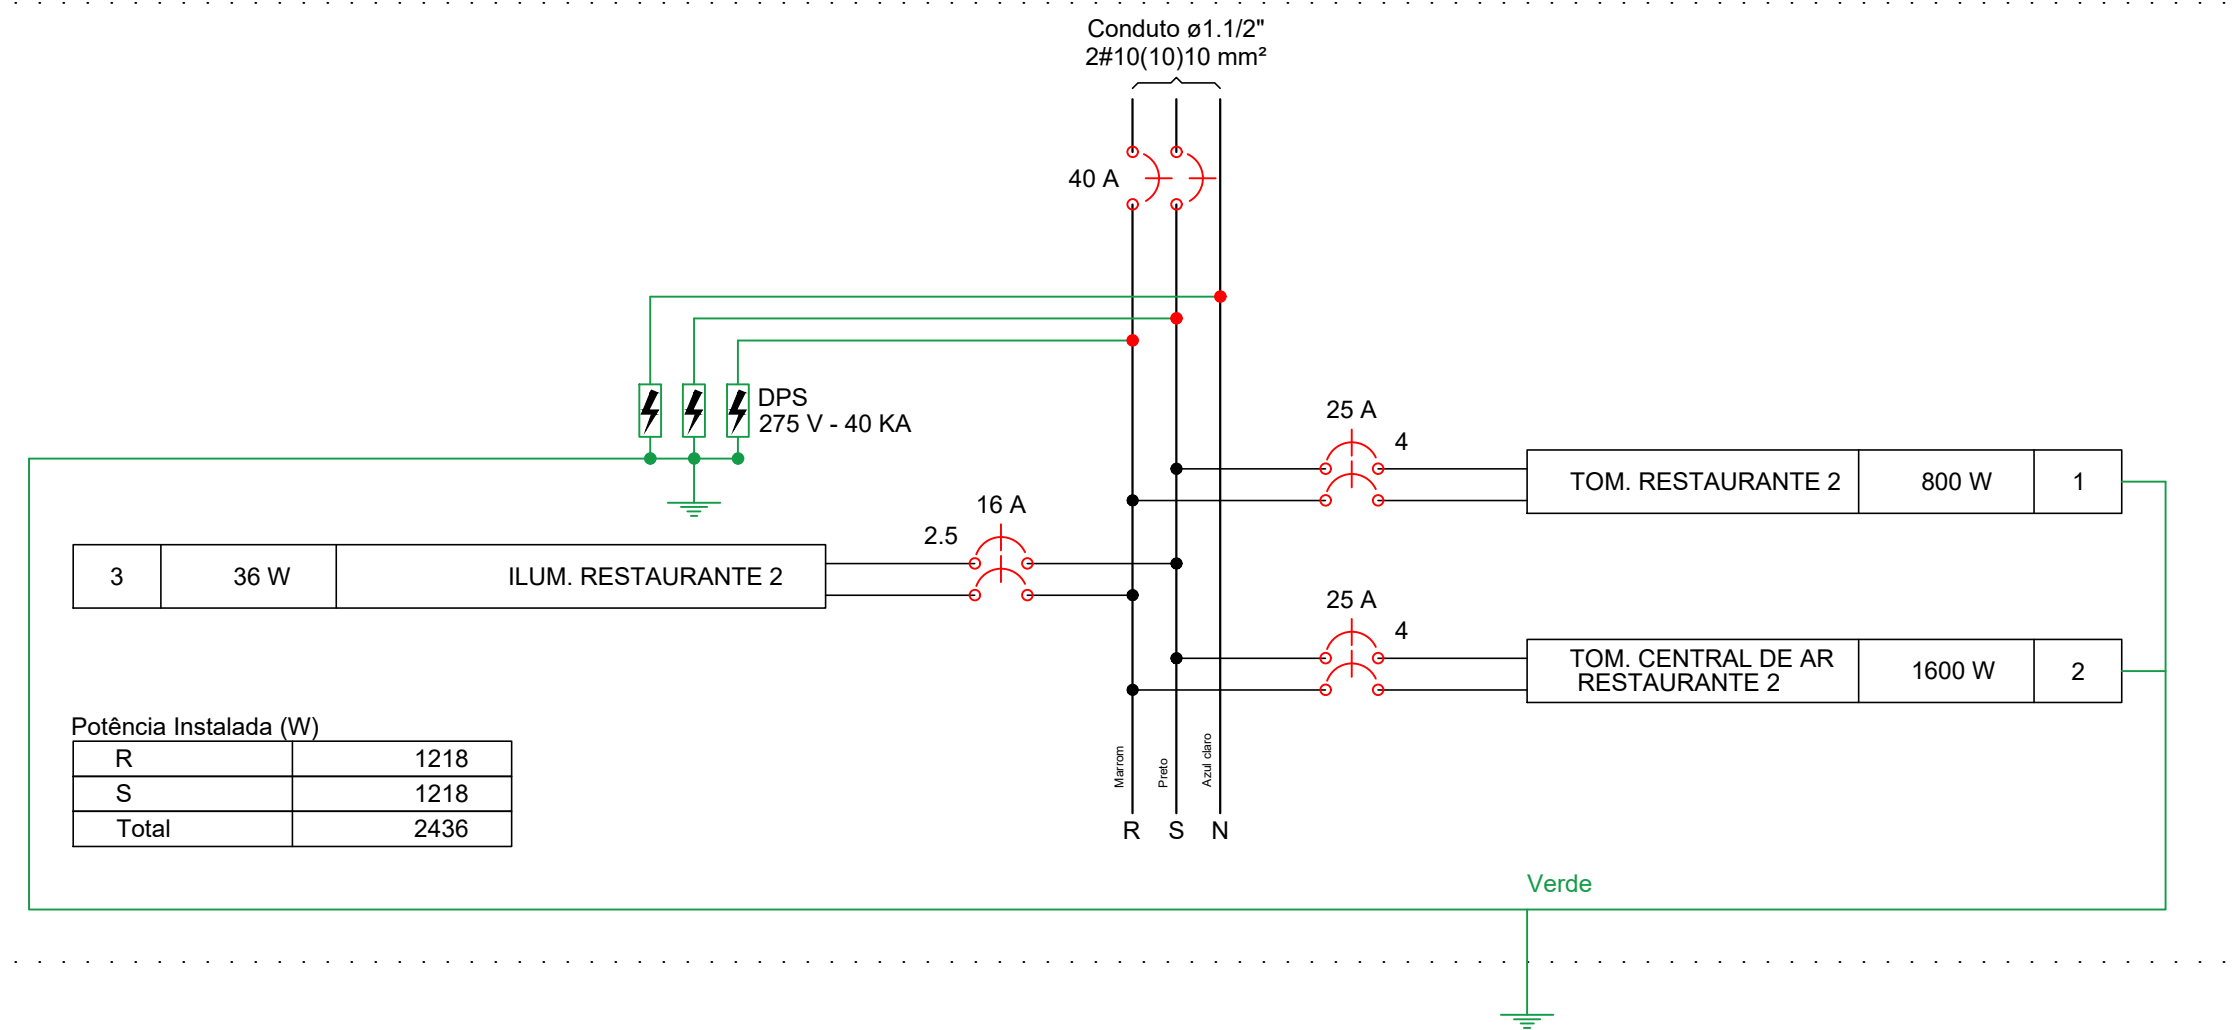 Conduto ø1.1/2"
2#10(10)10 mm²
40 A
DPS
275 V - 40 KA
25 A
4
TOM. RESTAURANTE 2 800 W 1
16 A
2.5
3 36 W ILUM. RESTAURANTE 2
25 A
4
TOM. CENTRAL DE AR
RESTAURANTE 2
1600 W 2
Potência Instalada (W)
R 1218
S 1218
Total 2436
Marrom
Preto
Azul claro
R S N
Verde